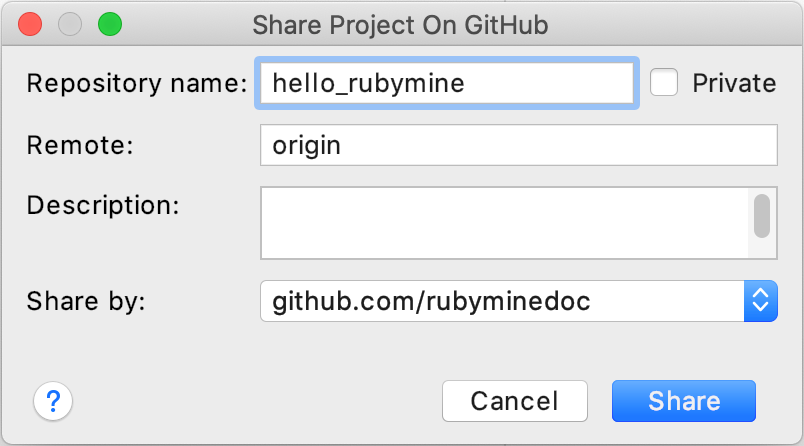 Share Project On GitHub
Repository name: hello_rubymine Private
Remote: origin
Description:
Share by: github.com/rubyminedoc
? Cancel Share